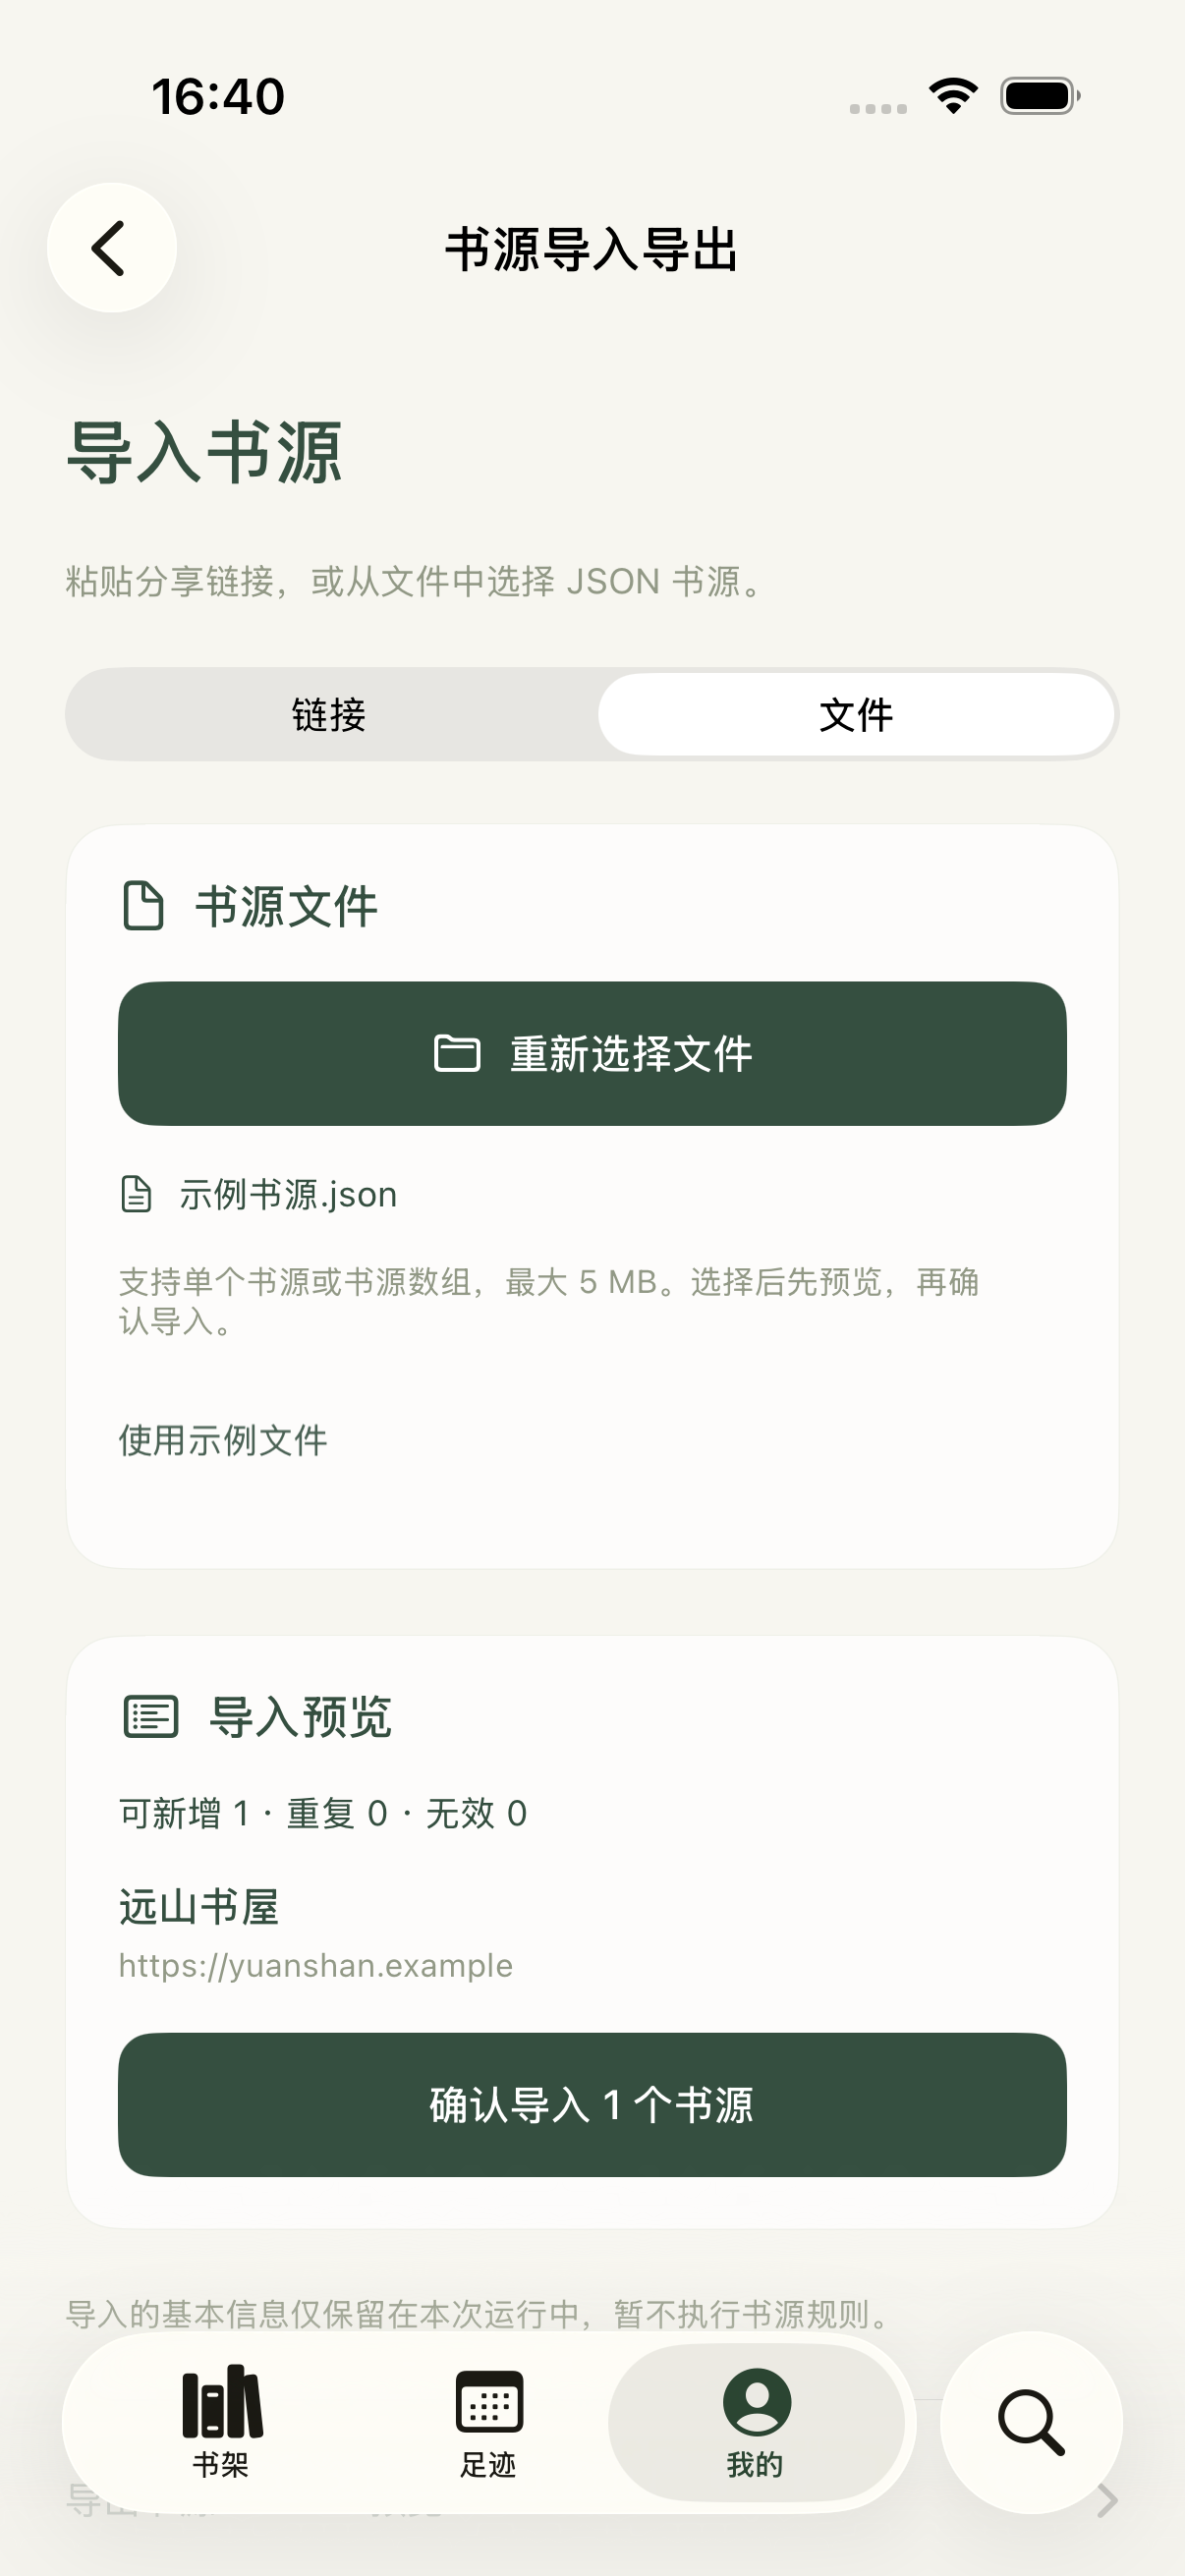 16:40
书源导入导出
导入书源
粘贴分享链接，或从文件中选择 JSON 书源。
链接
文件
书源文件
重新选择文件
示例书源.json
支持单个书源或书源数组，最大 5 MB。选择后先预览，再确
认导入。
使用示例文件
导入预览
可新增 1 · 重复 0 · 无效 0
远山书屋
https://yuanshan.example
确认导入 1 个书源
导入的基本信息仅保留在本次运行中，暂不执行书源规则。
书架
足迹
我的